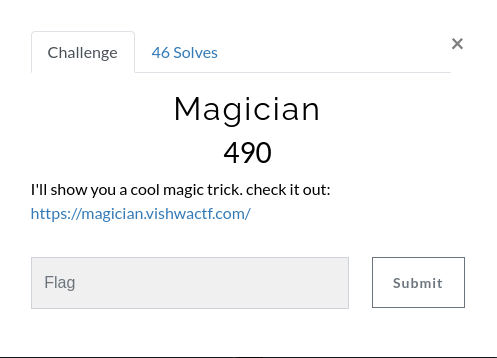 Challenge
46 Solves
×
Magician
490
I'll show you a cool magic trick. check it out:
https://magician.vishwactf.com/
Flag
Submit